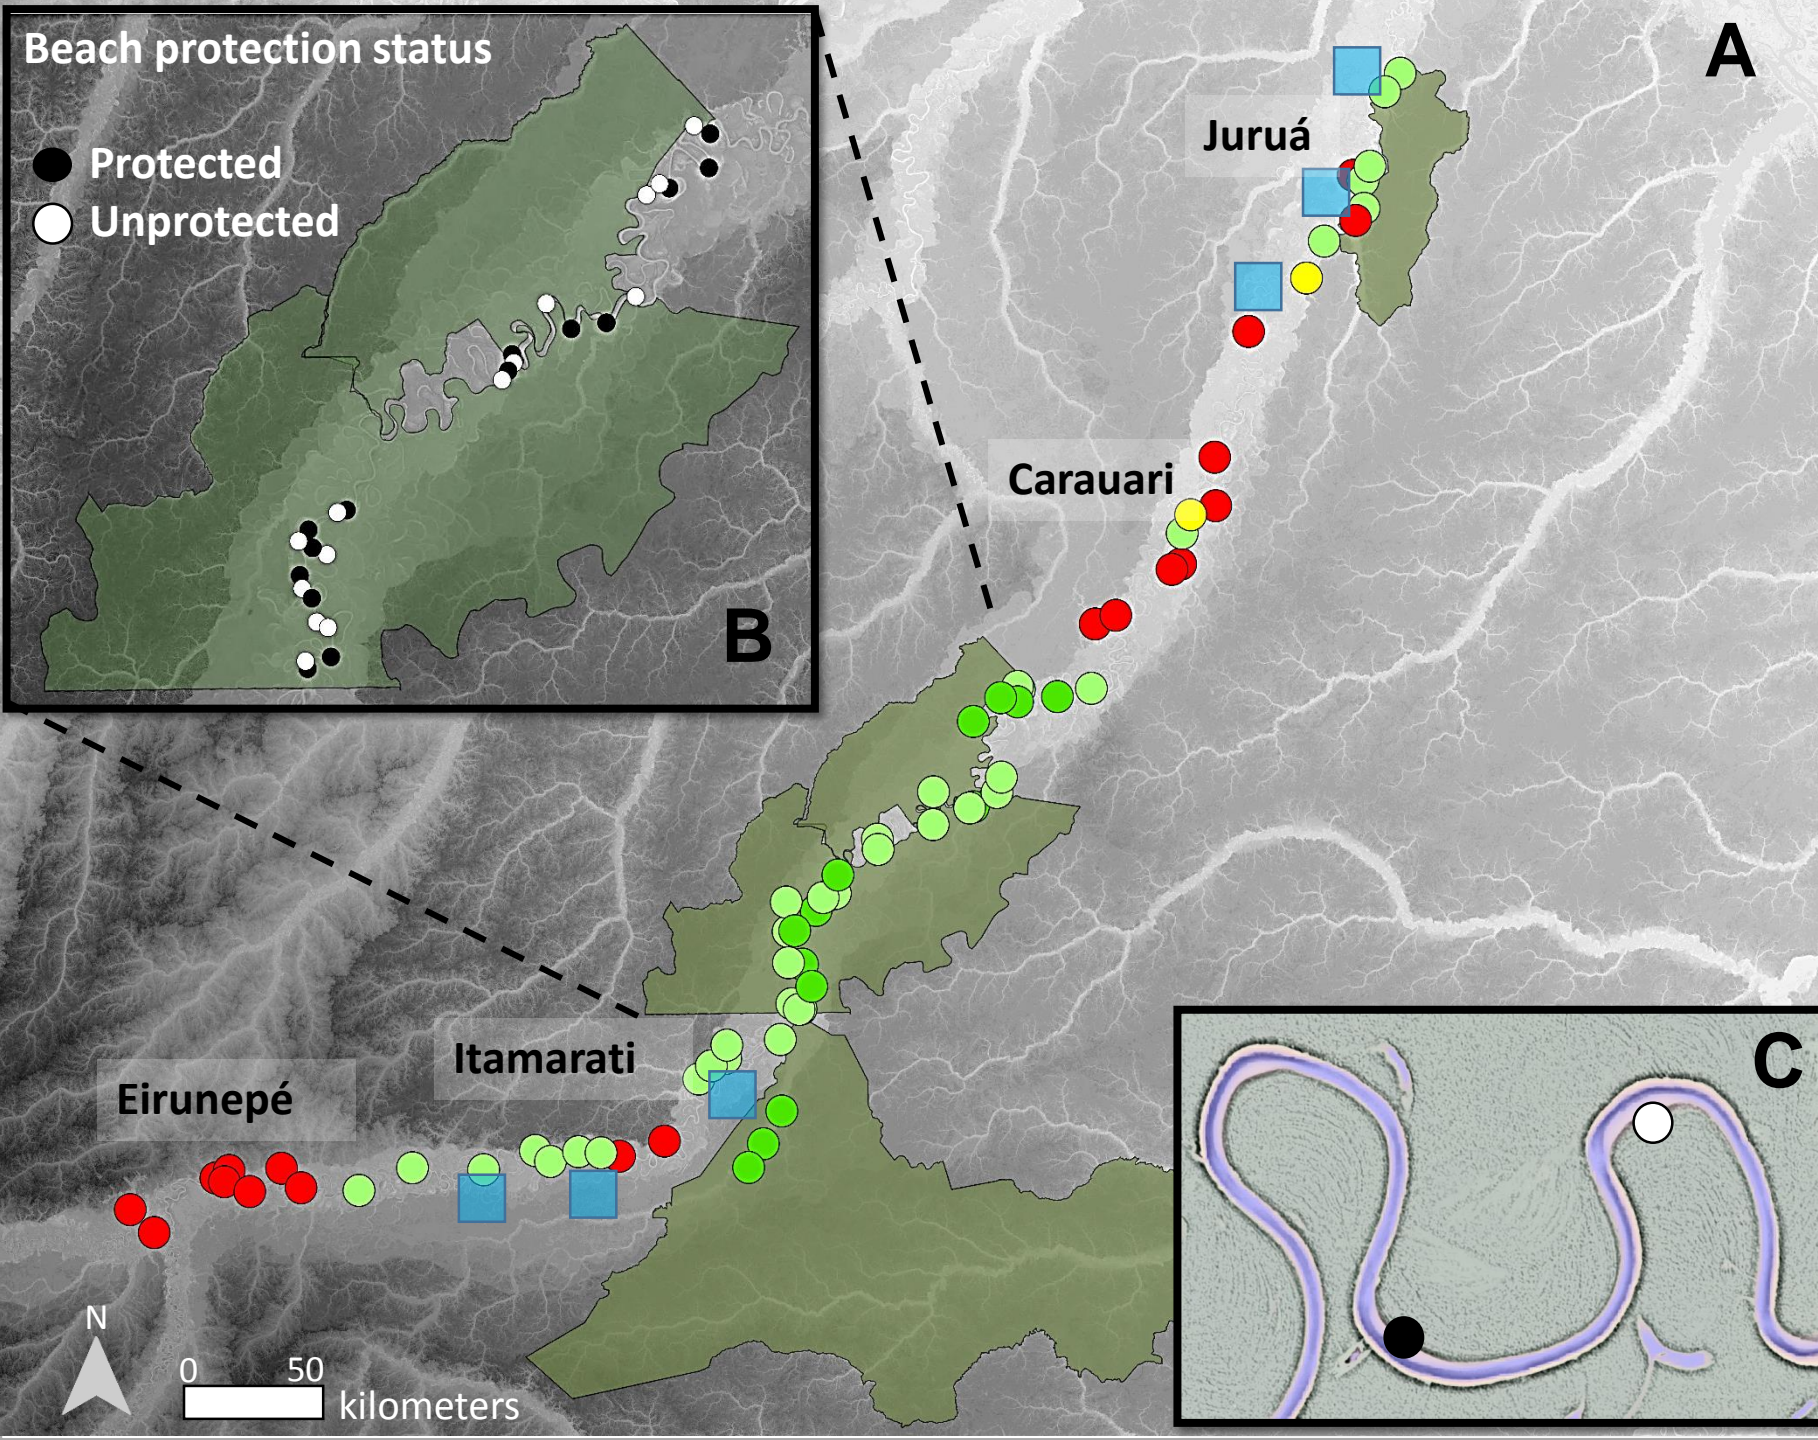 Beach protection status
Protected
Unprotected
B
A
Juruá
Carauari
Itamarati
Eirunepé
C
N
0 50
kilometers